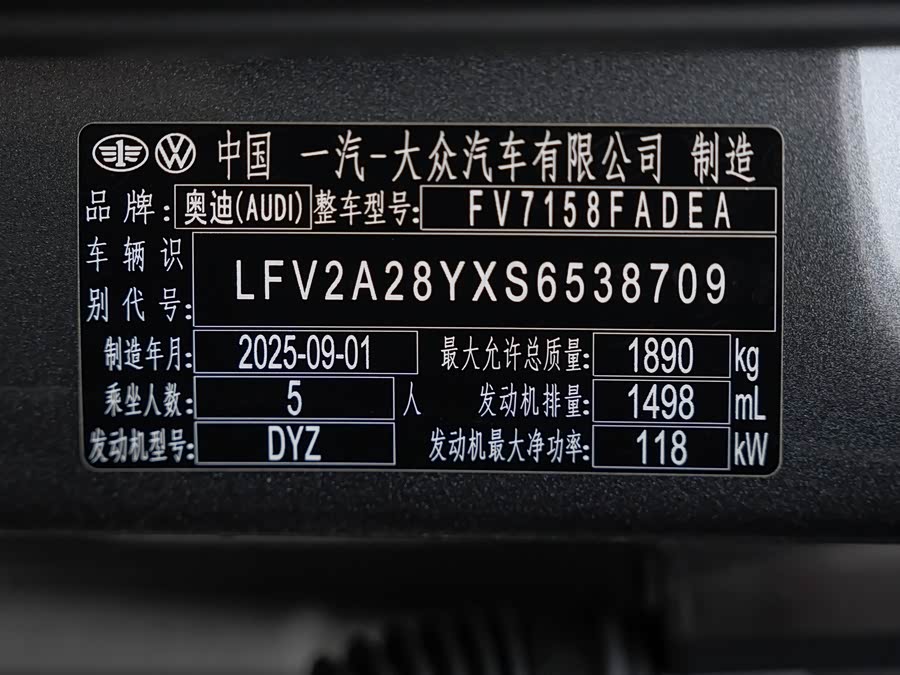 中国 一汽-大众汽车有限公司 制造
品牌: 奥迪(AUDI) 整车型号: FV7158FADEA
车辆识
别代号: LFV2A28YXS6538709
制造年月: 2025-09-01 最大允许总质量: 1890 kg
乘坐人数: 5 人 发动机排量: 1498 mL
发动机型号: DYZ 发动机最大净功率: 118 kW